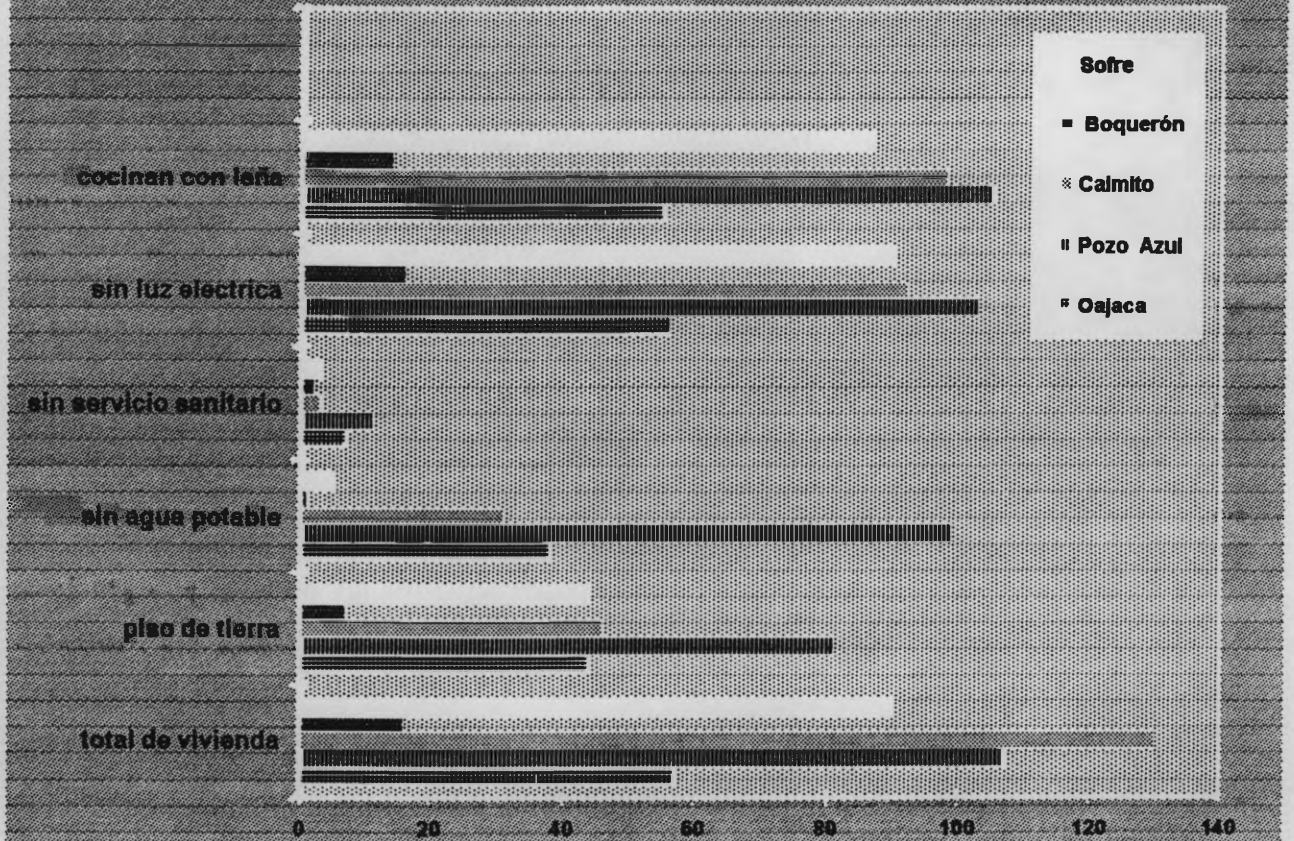 Sofre
Boquerón
Caimito
Pozo Azul
Oajaca
cocinan con leña
sin luz electrica
sin servicio sanitario
sin agua potable
piso de tierra
total de vivienda
0 20 40 60 80 100 120 140